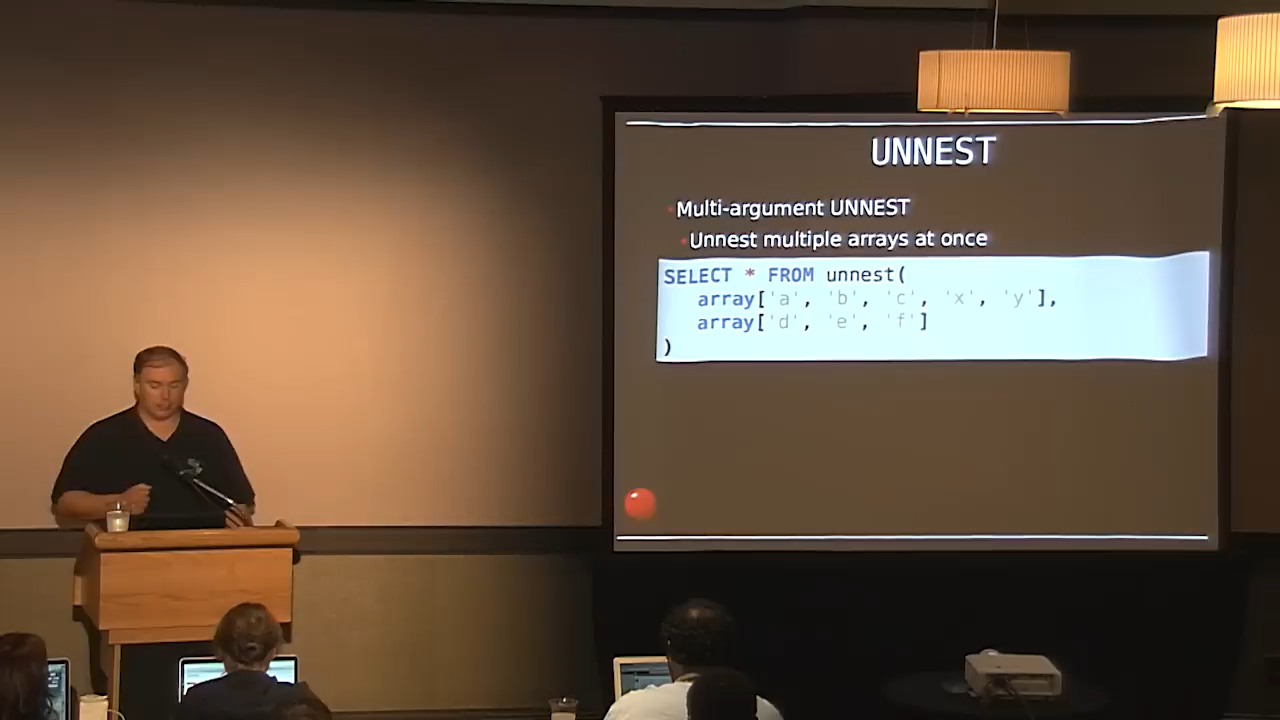 UNNEST
Multi-argument UNNEST
Unnest multiple arrays at once
SELECT * FROM unnest(
array['a', 'b', 'c', 'x', 'y'],
array['d', 'e', 'f']
)